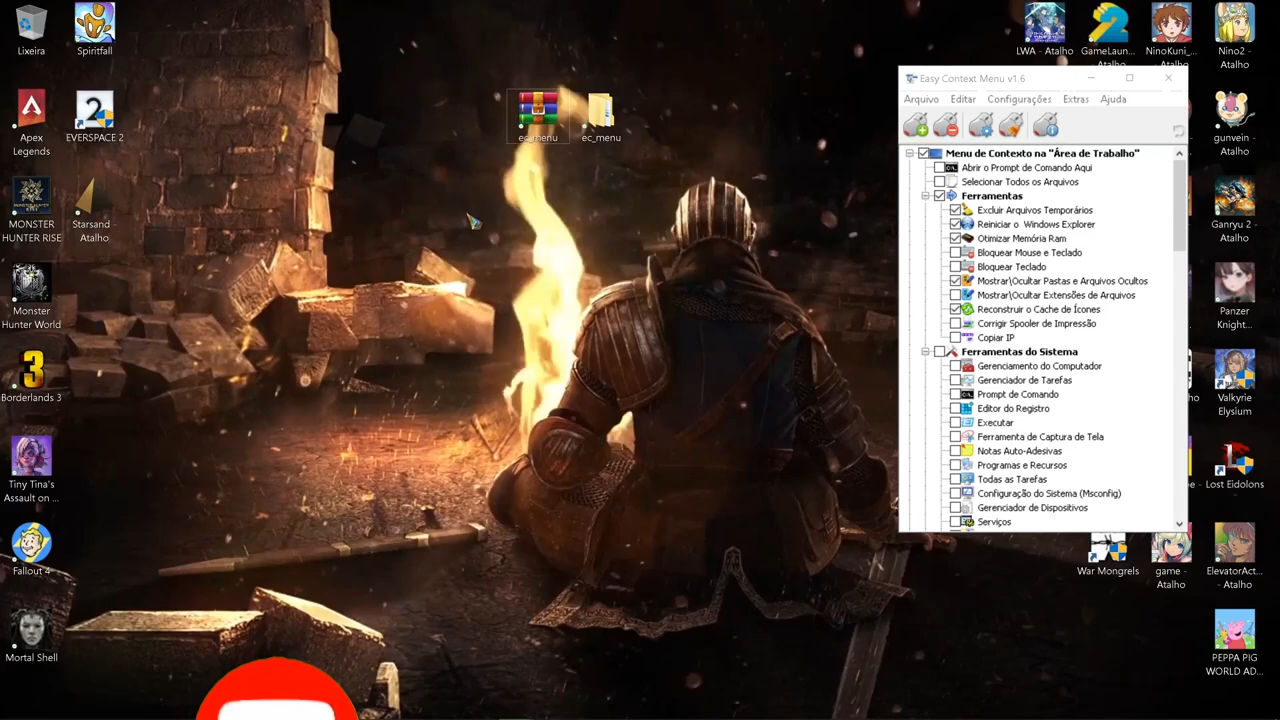 Lixeira
Spiritfall
Apex
Legends
EVERSPACE 2
MONSTER
HUNTER RISE
Starsand -
Atalho
Monster
Hunter World
Borderlands 3
Tiny Tina's
Assault on ...
Fallout 4
Mortal Shell
ec_menu
ec_menu
LWA - Atalho
GameLaun...
Atalho
NinoKuni_...
Atalho
Nino2 -
Atalho
gunvein -
Atalho
Ganryu 2 -
Atalho
Panzer
Knight...
Valkyrie
Elysium
Lost Eidolons
War Mongrels
game -
Atalho
ElevatorAct...
- Atalho
PEPPA PIG
WORLD AD...
Easy Context Menu v1.6
Arquivo Editar Configurações Extras Ajuda
Menu de Contexto na "Área de Trabalho"
Abrir o Prompt de Comando Aqui
Selecionar Todos os Arquivos
Ferramentas
Excluir Arquivos Temporários
Reiniciar o Windows Explorer
Otimizar Memória Ram
Bloquear Mouse e Teclado
Bloquear Teclado
Mostrar\Ocultar Pastas e Arquivos Ocultos
Mostrar\Ocultar Extensões de Arquivos
Reconstruir o Cache de Ícones
Corrigir Spooler de Impressão
Copiar IP
Ferramentas do Sistema
Gerenciamento do Computador
Gerenciador de Tarefas
Prompt de Comando
Editor do Registro
Executar
Ferramenta de Captura de Tela
Notas Auto-Adesivas
Programas e Recursos
Todas as Tarefas
Configuração do Sistema (Msconfig)
Gerenciador de Dispositivos
Serviços